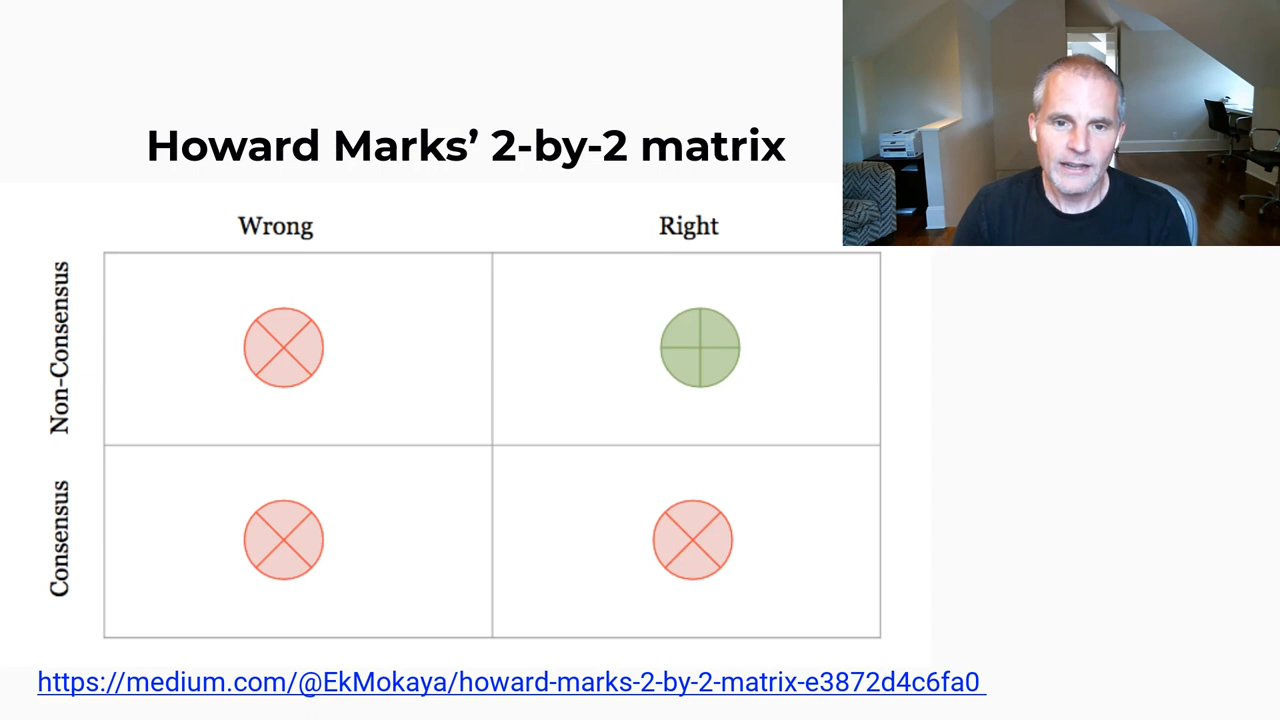 Howard Marks’ 2-by-2 matrix
Wrong
Right
Non-Consensus
Consensus
https://medium.com/@EkMokaya/howard-marks-2-by-2-matrix-e3872d4c6fa0